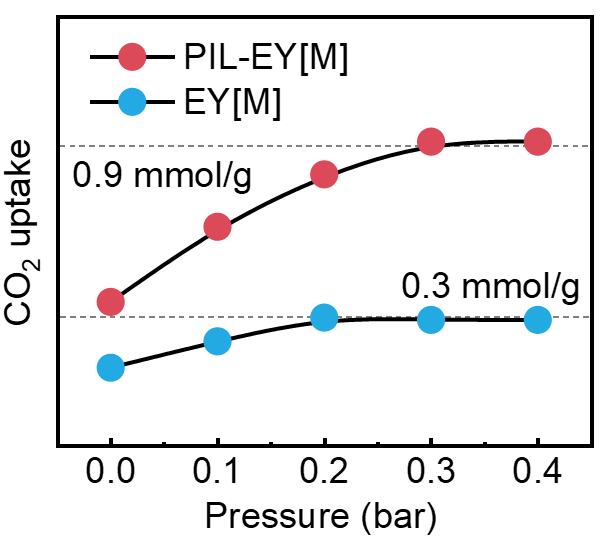 PIL-EY[M]
EY[M]
0.9 mmol/g
0.3 mmol/g
CO₂ uptake
0.0 0.1 0.2 0.3 0.4
Pressure (bar)